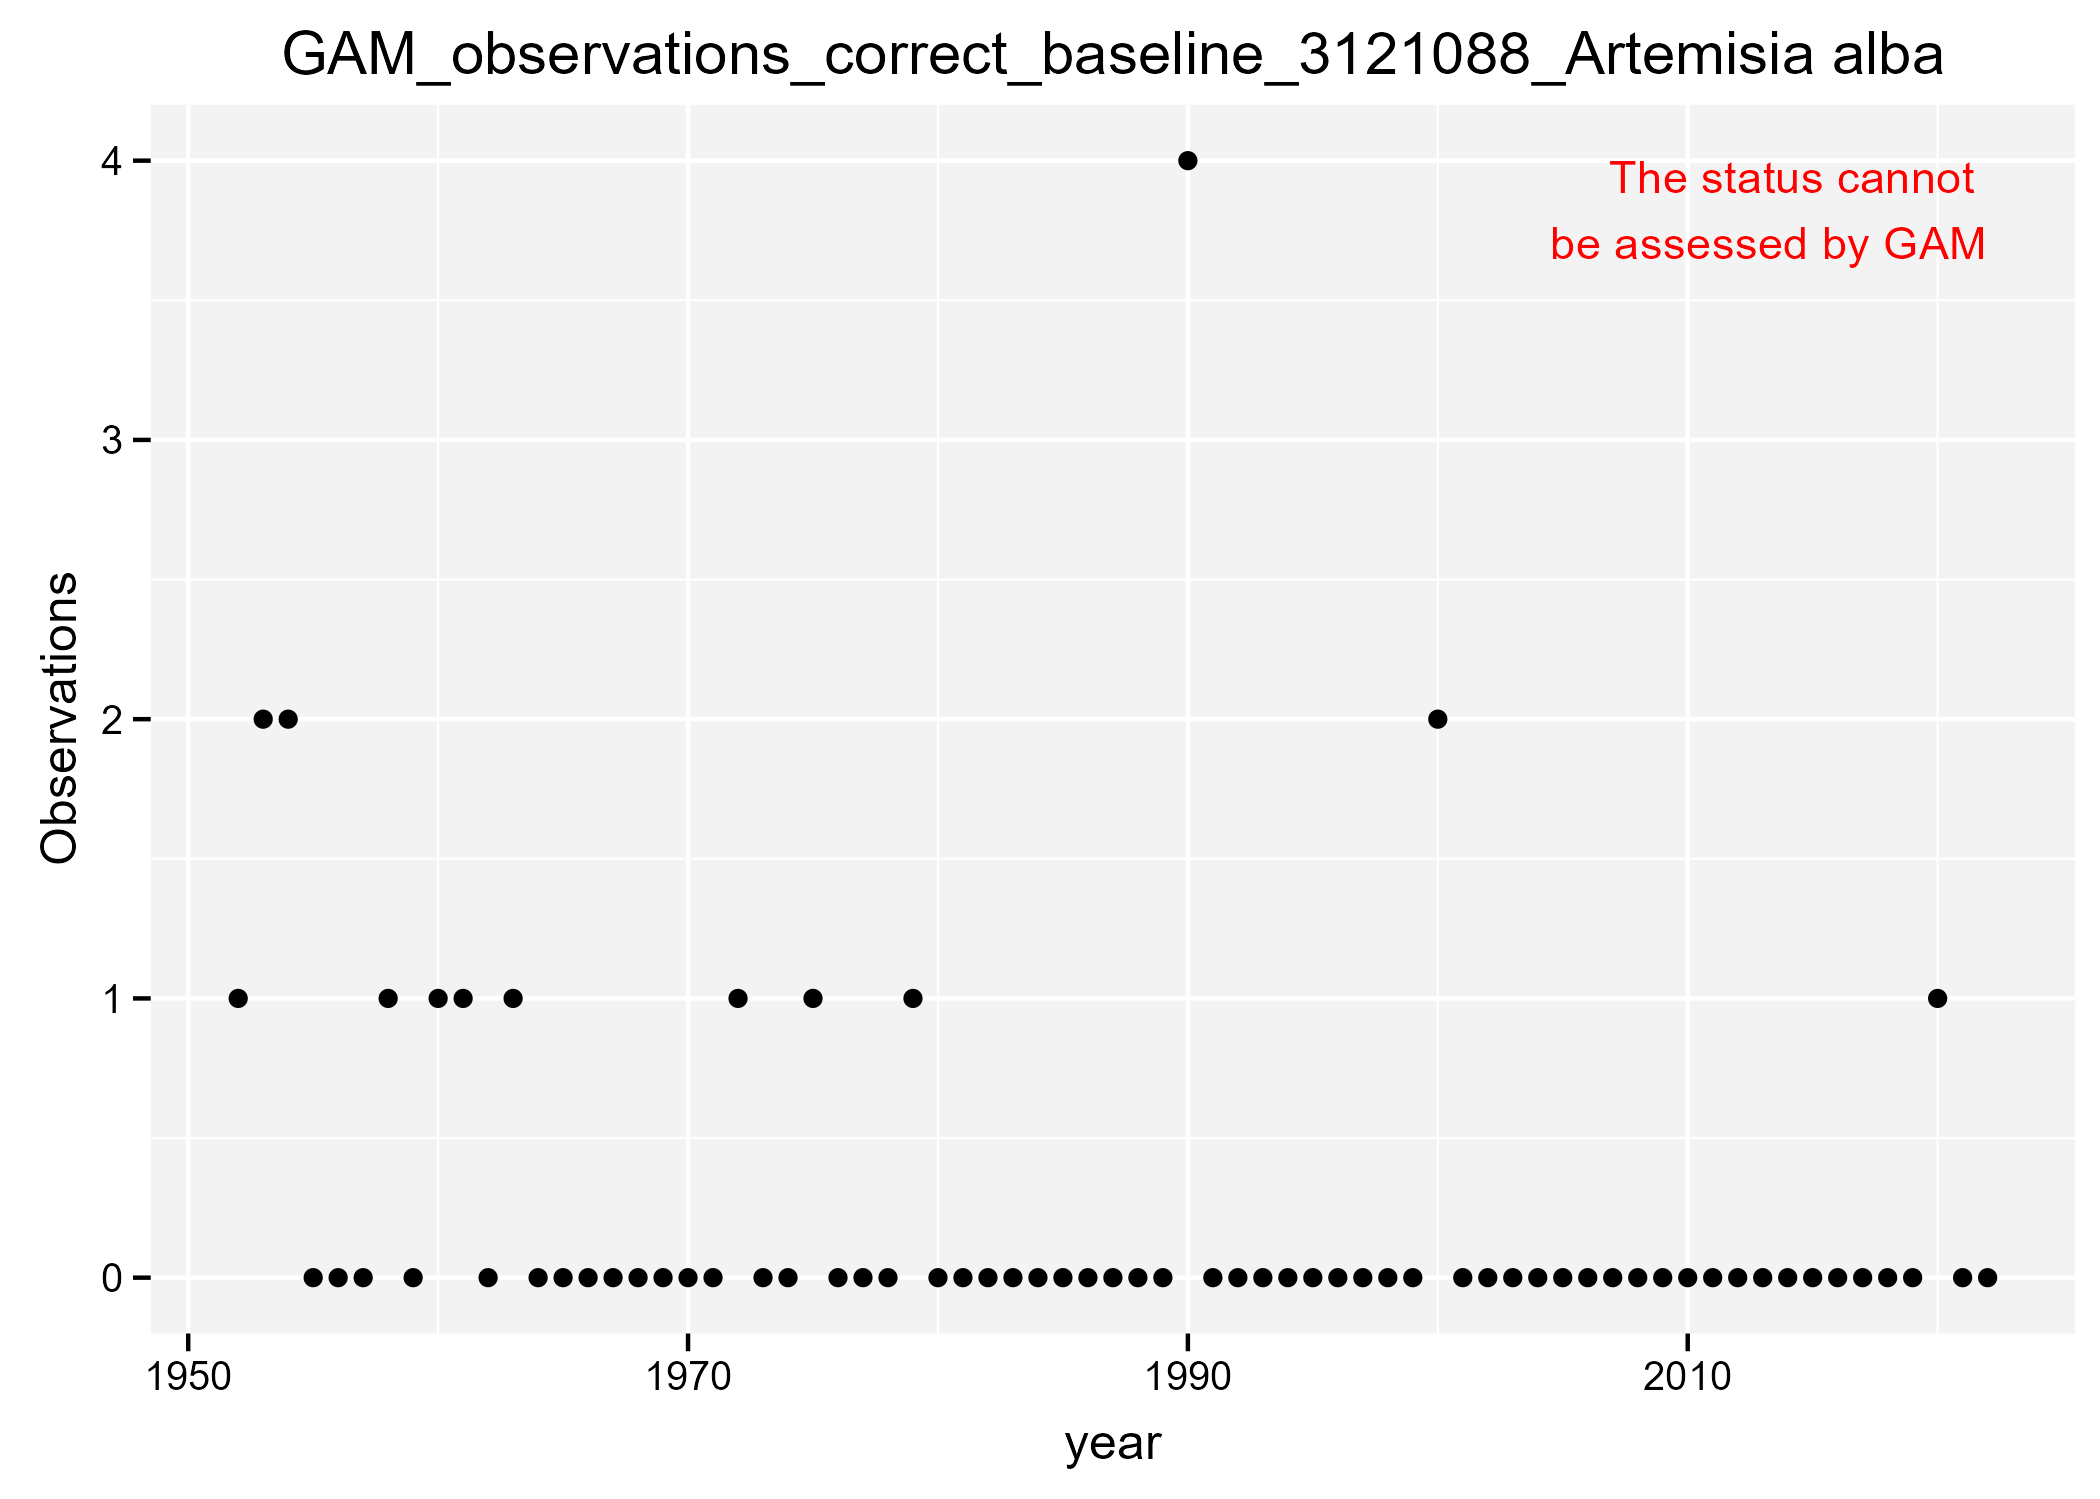 GAM_observations_correct_baseline_3121088_Artemisia alba
The status cannot
be assessed by GAM
Observations
4
3
2
1
0
1950 1970 1990 2010
year